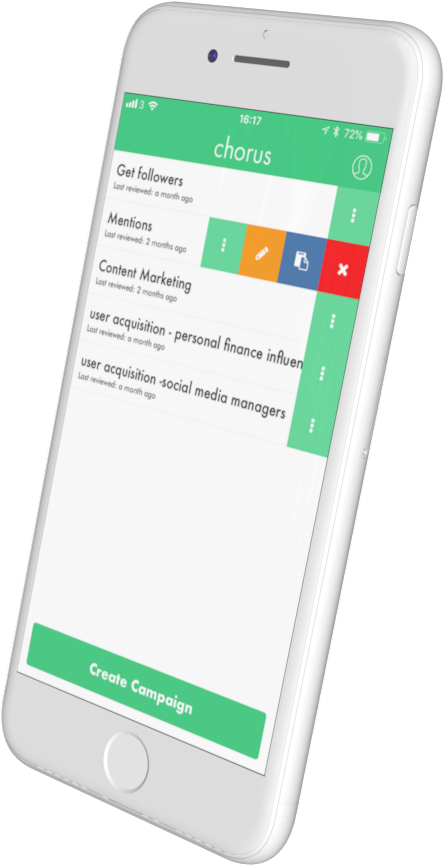 3 16:17 72%
chorus
Get followers
Last reviewed: a month ago
Mentions
Last reviewed: 2 months ago
Content Marketing
Last reviewed: 2 months ago
user acquisition - personal finance influen
Last reviewed: a month ago
user acquisition -social media managers
Last reviewed: a month ago
Create Campaign